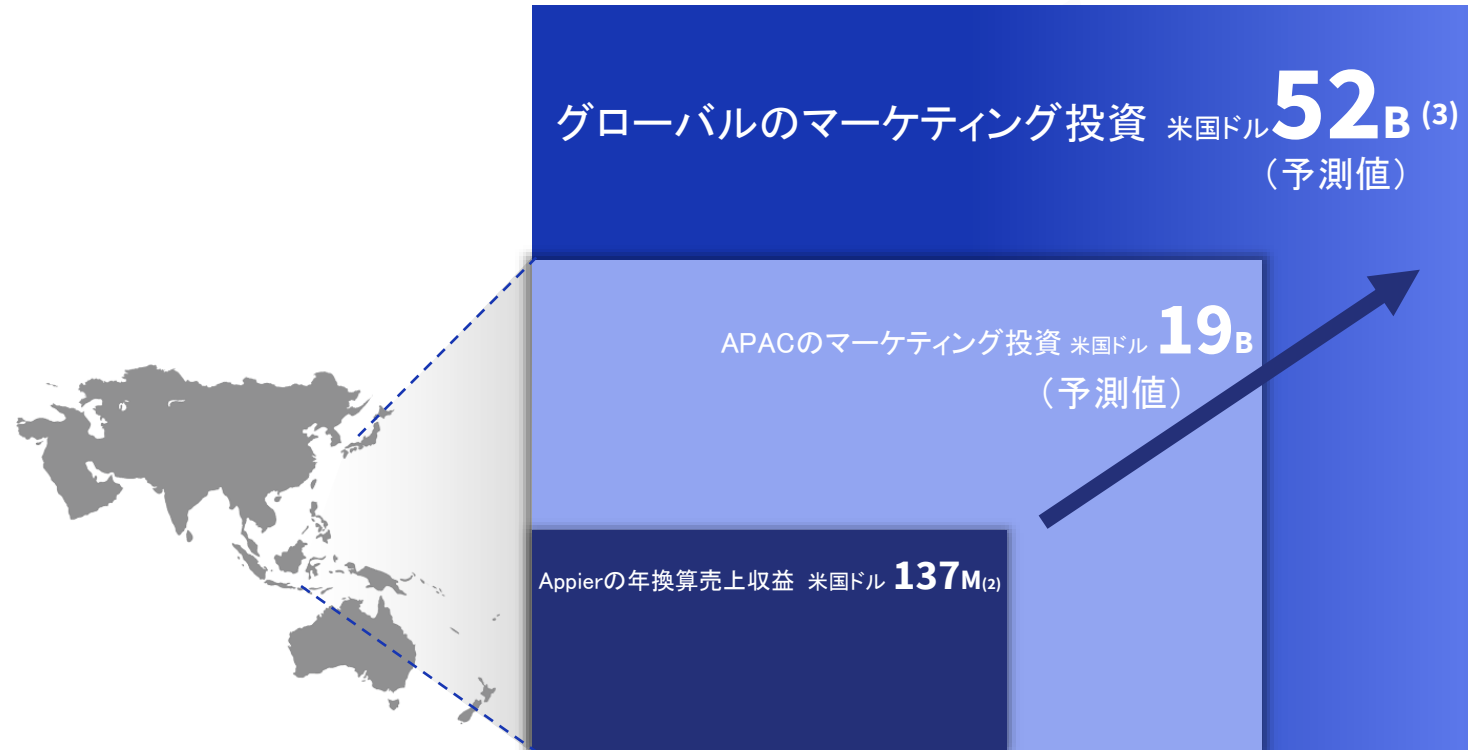 グローバルのマーケティング投資 米国ドル52B (3)
（予測値）
APACのマーケティング投資 米国ドル 19B
（予測値）
Appierの年換算売上収益 米国ドル 137M(2)